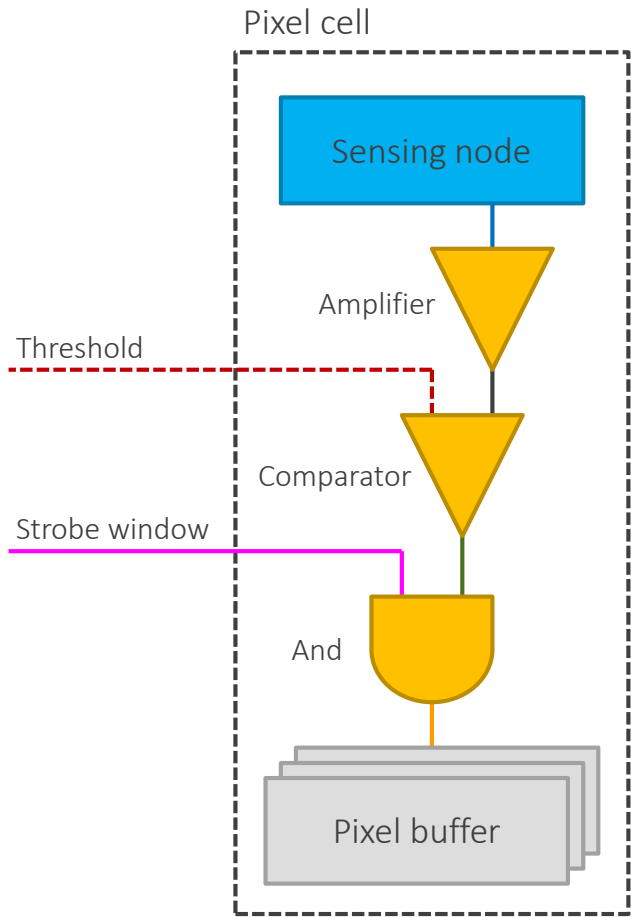 Pixel cell
Sensing node
Amplifier
Threshold
Comparator
Strobe window
And
Pixel buffer